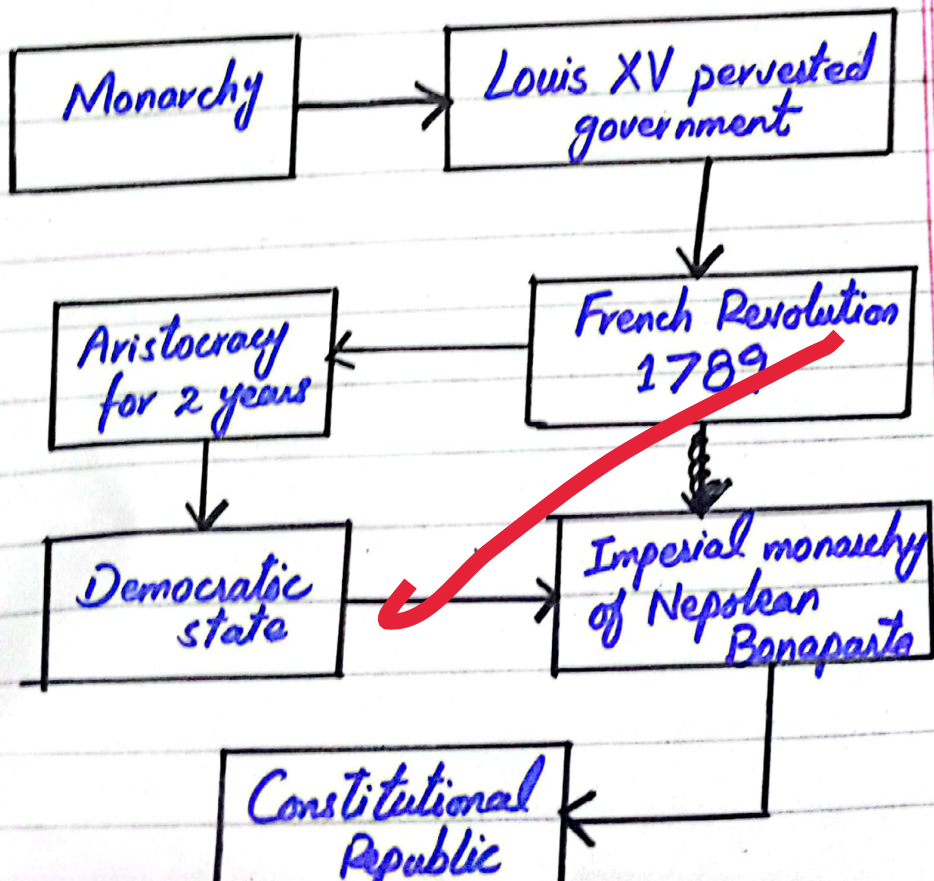 Monarchy
Louis XV perverted
government
French Revolution
1789
Aristocracy
for 2 years
Democratic
state
Imperial monarchy
of Nepolean
Bonaparte
Constitutional
Republic